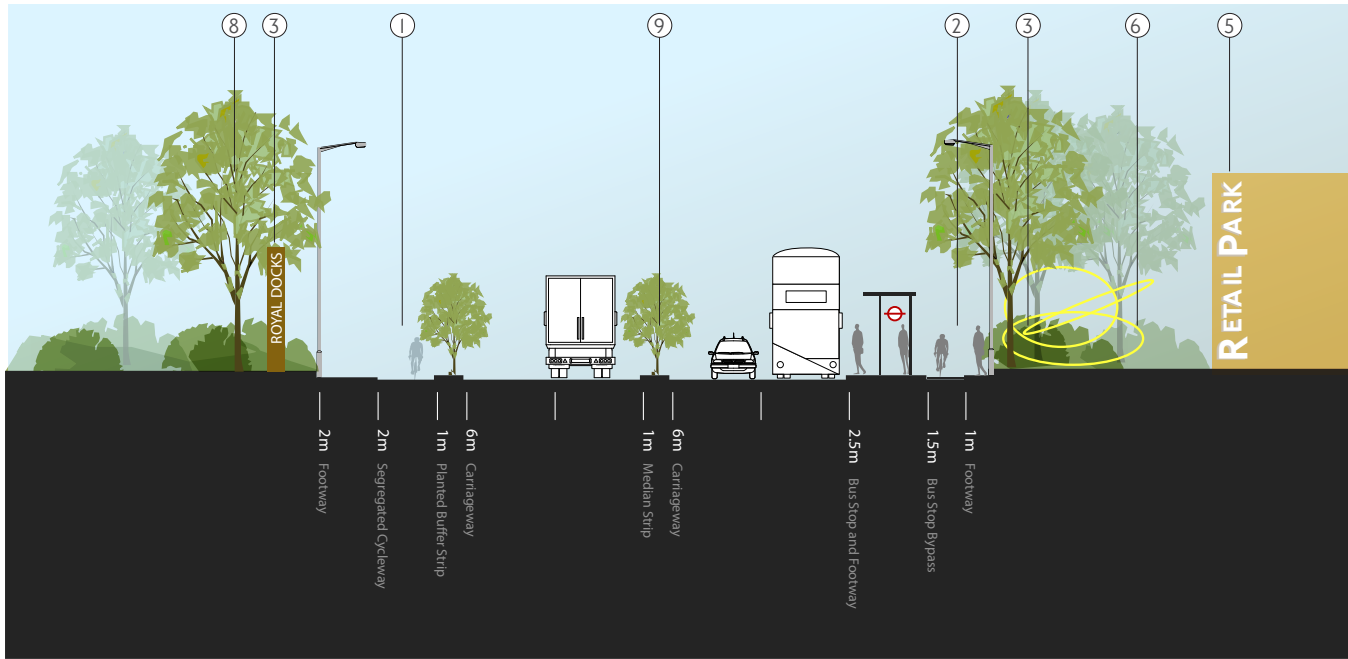 8
3
1
9
2
3
6
5
ROYAL DOCKS
RETAIL PARK
2m Footway
2m Segregated Cycleway
1m Planted Buffer Strip
6m Carriageway
1m Median Strip
6m Carriageway
2.5m Bus Stop and Footway
1.5m Bus Stop Bypass
1m Footway